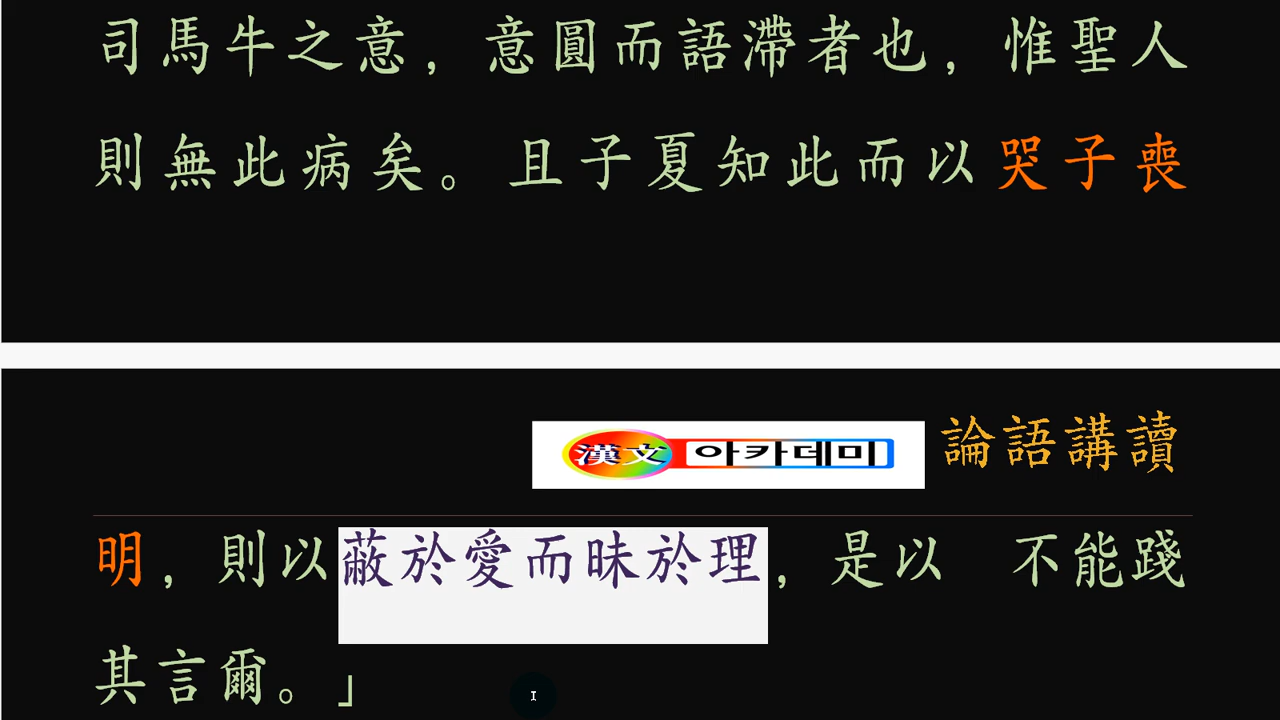 司馬牛之意，意圓而語滯者也，惟聖人
則無此病矣。且子夏知此而以哭子喪
漢文 아카데미 論語講讀
明，則以蔽於愛而昧於理，是以 不能踐
其言爾。」